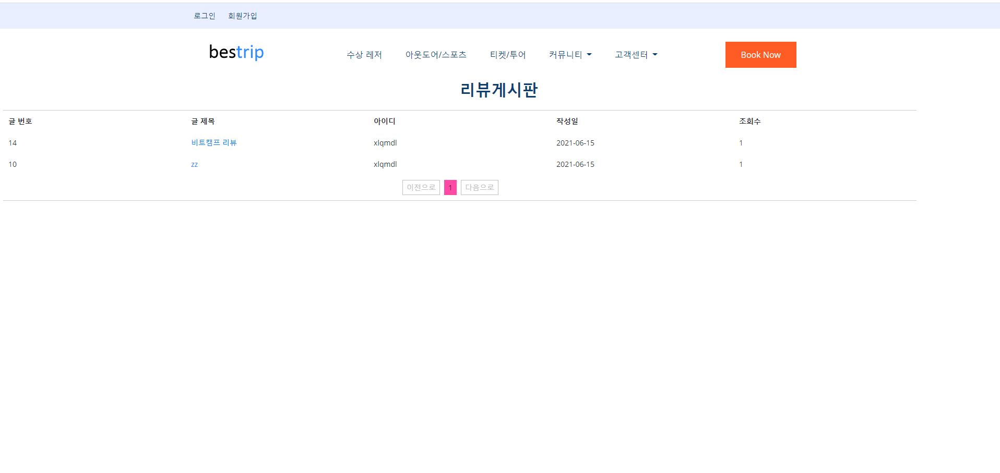 로그인 회원가입
bestrip 수상 레저 아웃도어/스포츠 티켓/투어 커뮤니티 고객센터 Book Now
리뷰게시판
글 번호 글 제목 아이디 작성일 조회수
14 비트캠프 리뷰 xlqmdl 2021-06-15 1
10 zz xlqmdl 2021-06-15 1
이전으로 1 다음으로